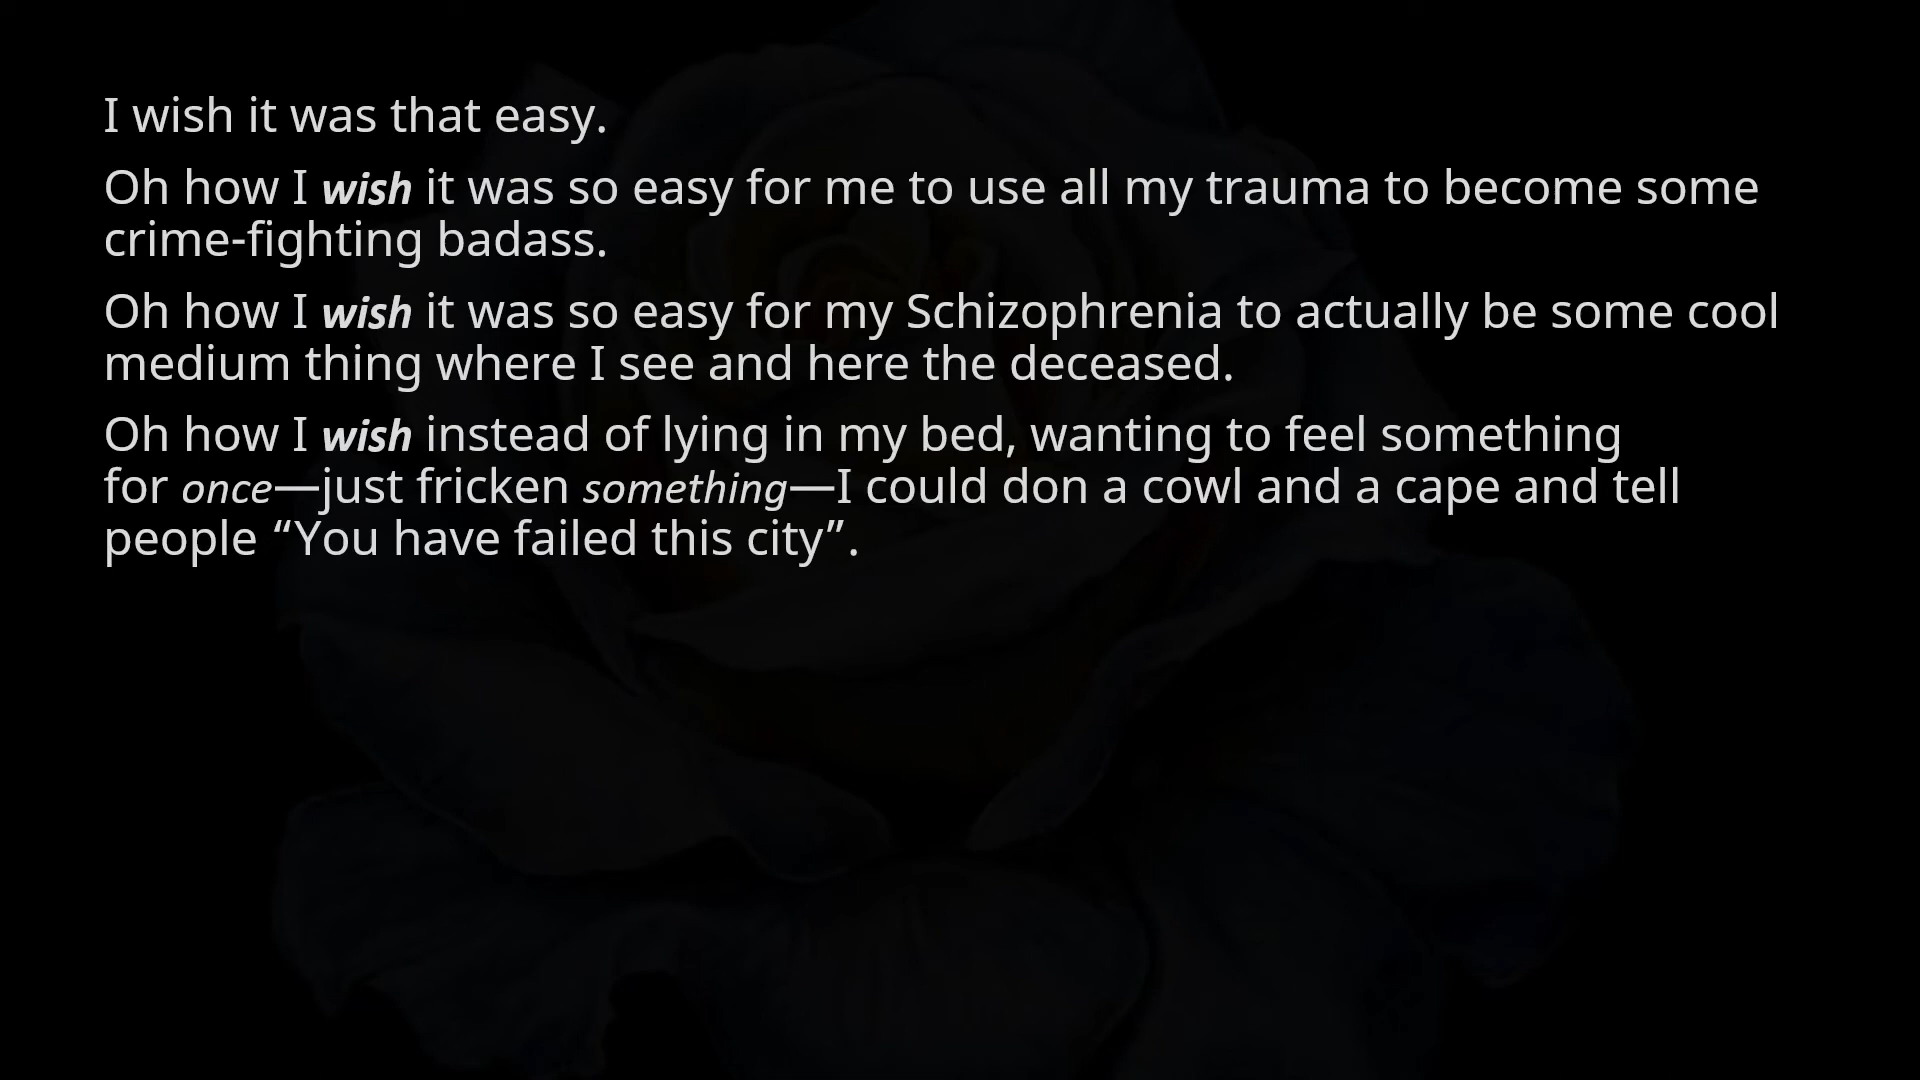 I wish it was that easy.
Oh how I wish it was so easy for me to use all my trauma to become some
crime-fighting badass.
Oh how I wish it was so easy for my Schizophrenia to actually be some cool
medium thing where I see and here the deceased.
Oh how I wish instead of lying in my bed, wanting to feel something
for once—just fricken something—I could don a cowl and a cape and tell
people “You have failed this city”.